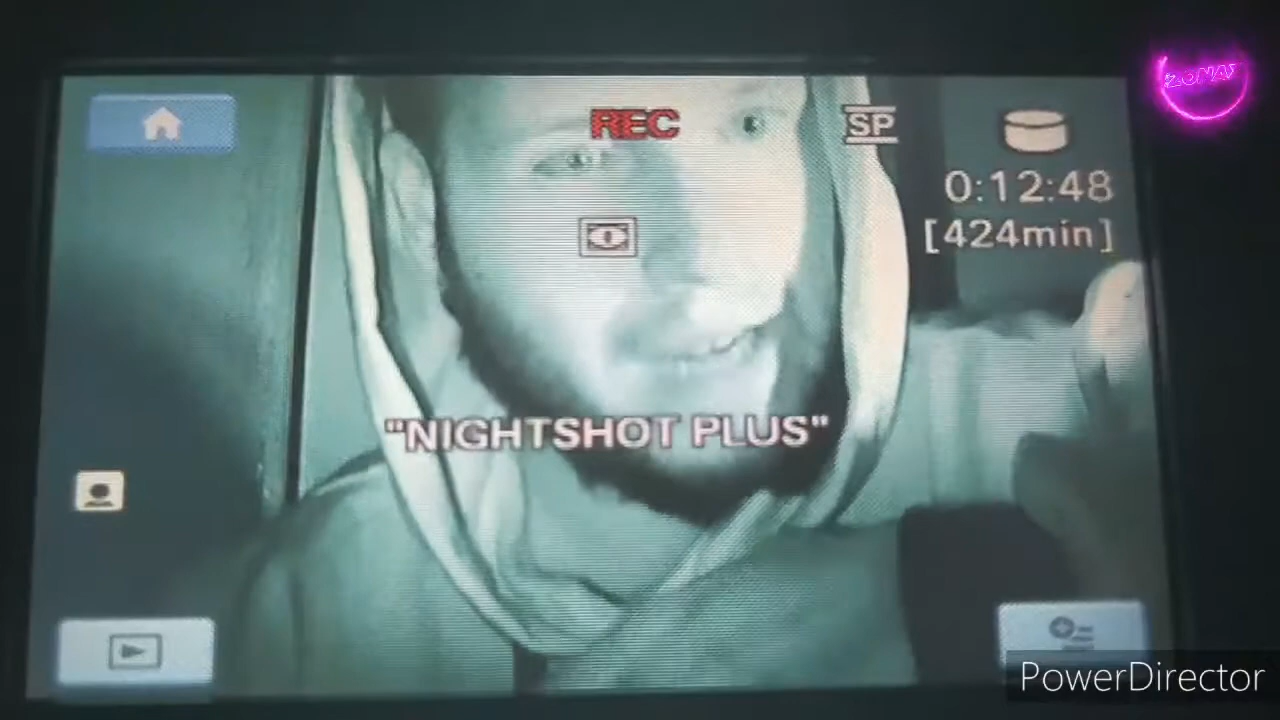 REC
SP
0:12:48
[424min]
"NIGHTSHOT PLUS"
PowerDirector